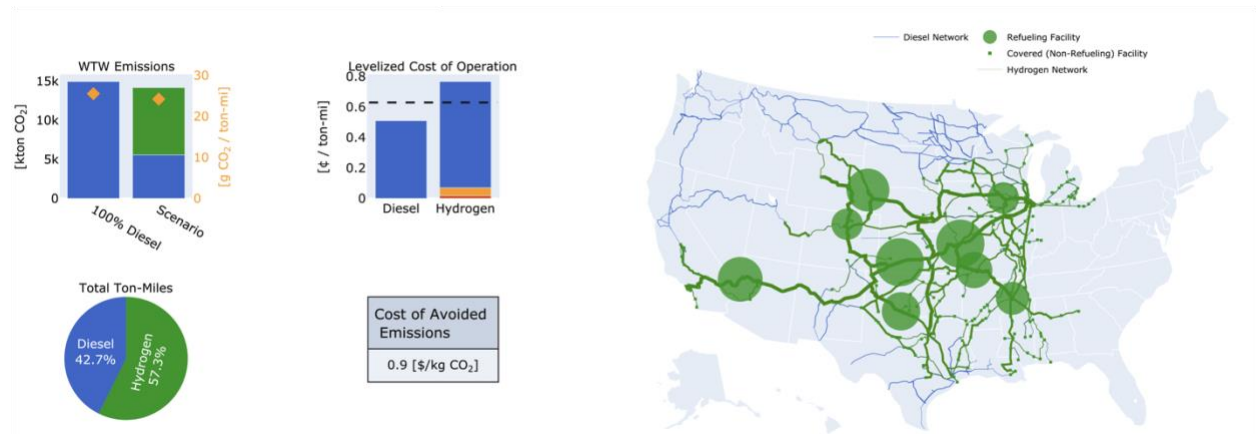 WTW Emissions
15k
10k
5k
0
[kton CO₂]
30
20
10
0
[g CO₂ / ton-mi]
100% Diesel
Scenario
Levelized Cost of Operation
0.8
0.6
0.4
0.2
0
[¢ / ton-mi]
Diesel
Hydrogen
Total Ton-Miles
Diesel
42.7%
Hydrogen
57.3%
Cost of Avoided
Emissions
0.9 [$/kg CO₂]
Diesel Network
Refueling Facility
Covered (Non-Refueling) Facility
Hydrogen Network